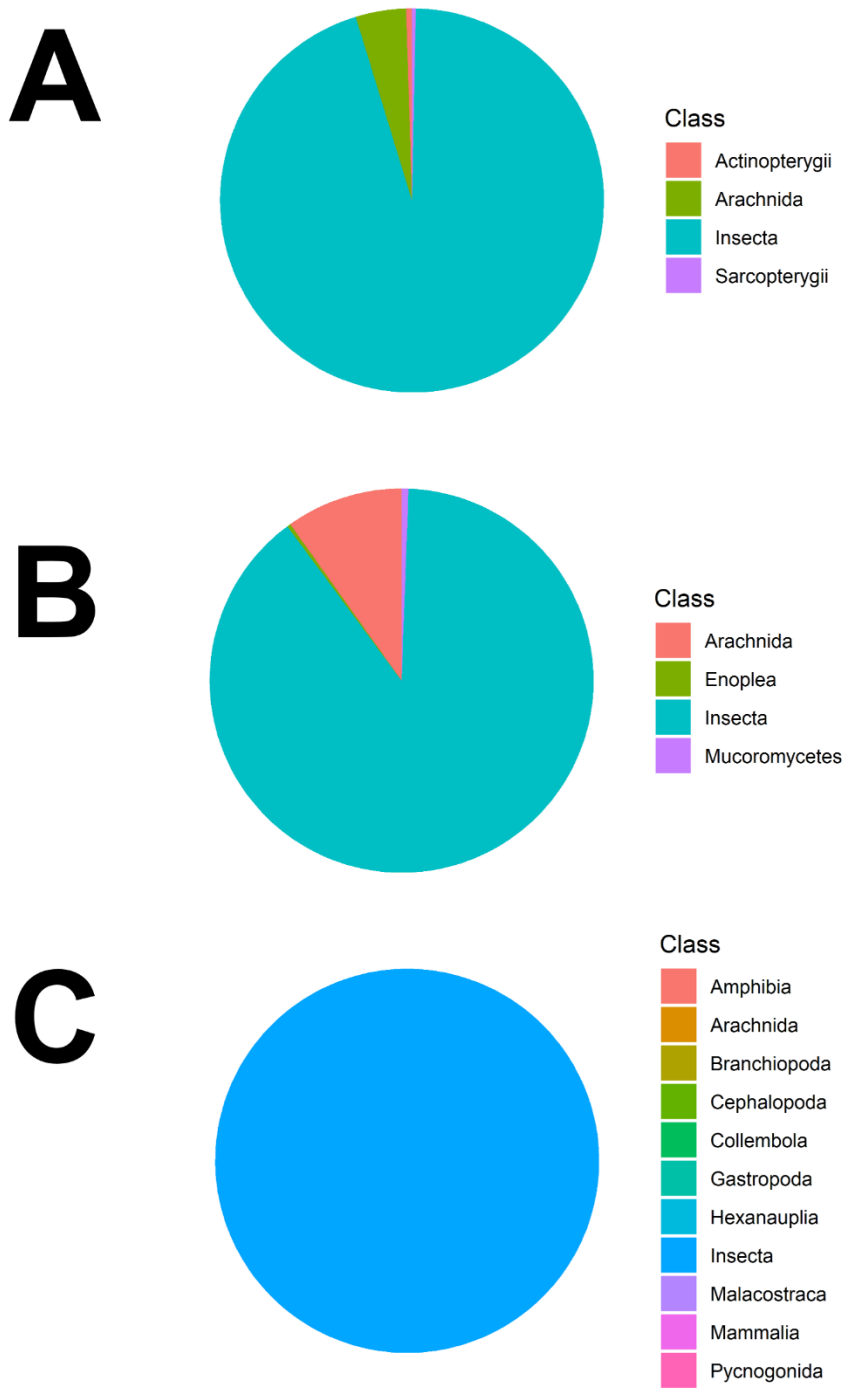 A
Class
Actinopterygii
Arachnida
Insecta
Sarcopterygii
B
Class
Arachnida
Enoplea
Insecta
Mucoromycetes
C
Class
Amphibia
Arachnida
Branchiopoda
Cephalopoda
Collembola
Gastropoda
Hexanauplia
Insecta
Malacostraca
Mammalia
Pycnogonida